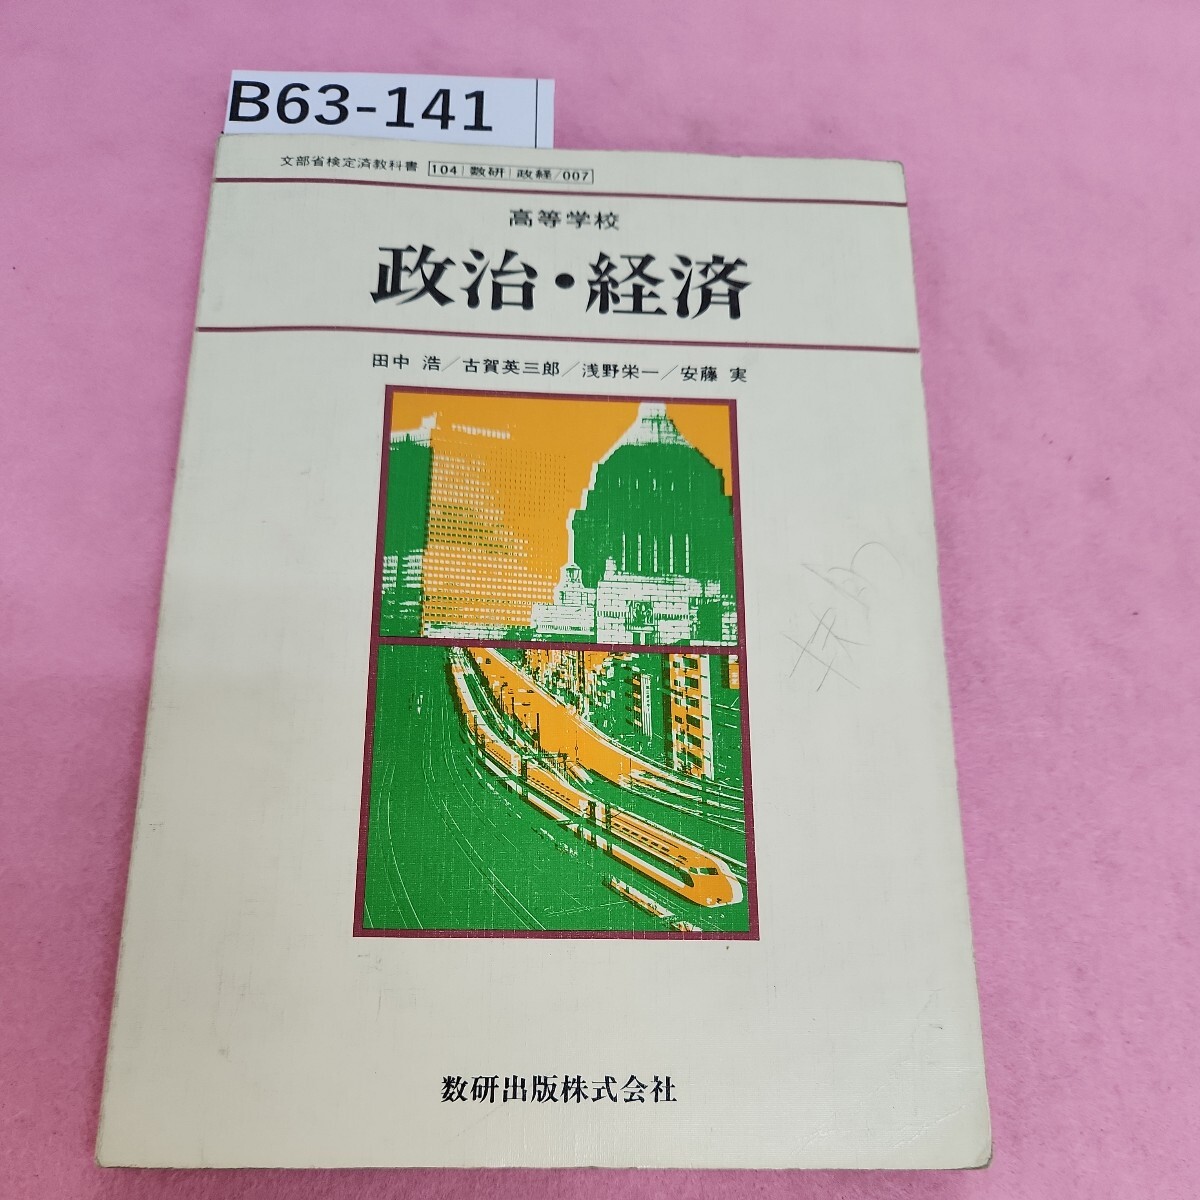 B63-141
文部省検定済教科書 104 数研 政経/007
高等学校
政治・経済
田中 浩/古賀英三郎/浅野栄一/安藤 実
数研出版株式会社